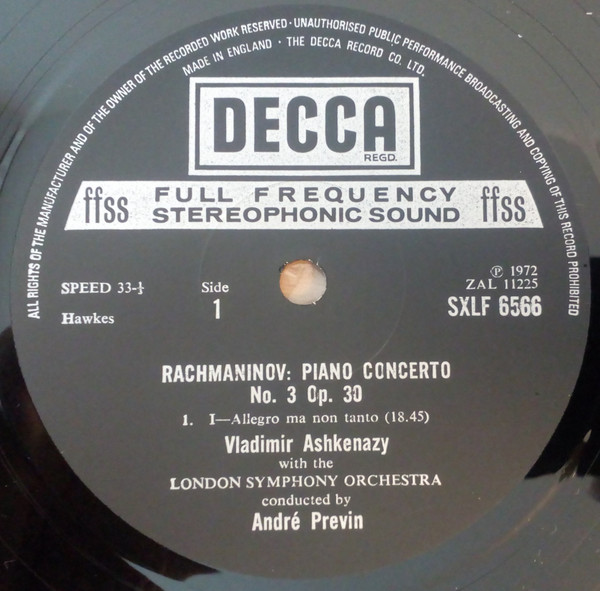 ALL RIGHTS OF THE MANUFACTURER AND OF THE OWNER OF THE RECORDED WORK RESERVED · UNAUTHORISED PUBLIC PERFORMANCE BROADCASTING AND COPYING OF THIS RECORD PROHIBITED
MADE IN ENGLAND · THE DECCA RECORD CO. LTD.
DECCA
REGD.
ffss FULL FREQUENCY STEREOPHONIC SOUND ffss
SPEED 33-⅓
Hawkes
Side
1
℗ 1972
ZAL 11225
SXLF 6566
RACHMANINOV: PIANO CONCERTO
No. 3 Op. 30
1. I—Allegro ma non tanto (18.45)
Vladimir Ashkenazy
with the
LONDON SYMPHONY ORCHESTRA
conducted by
André Previn